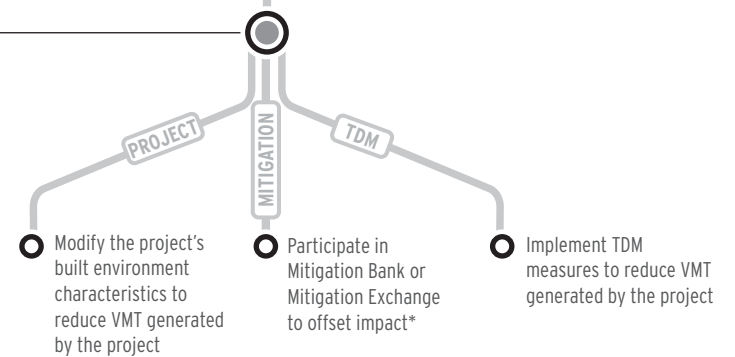 PROJECT
MITIGATION
TDM
Modify the project's
built environment
characteristics to
reduce VMT generated
by the project
Participate in
Mitigation Bank or
Mitigation Exchange
to offset impact*
Implement TDM
measures to reduce VMT
generated by the project